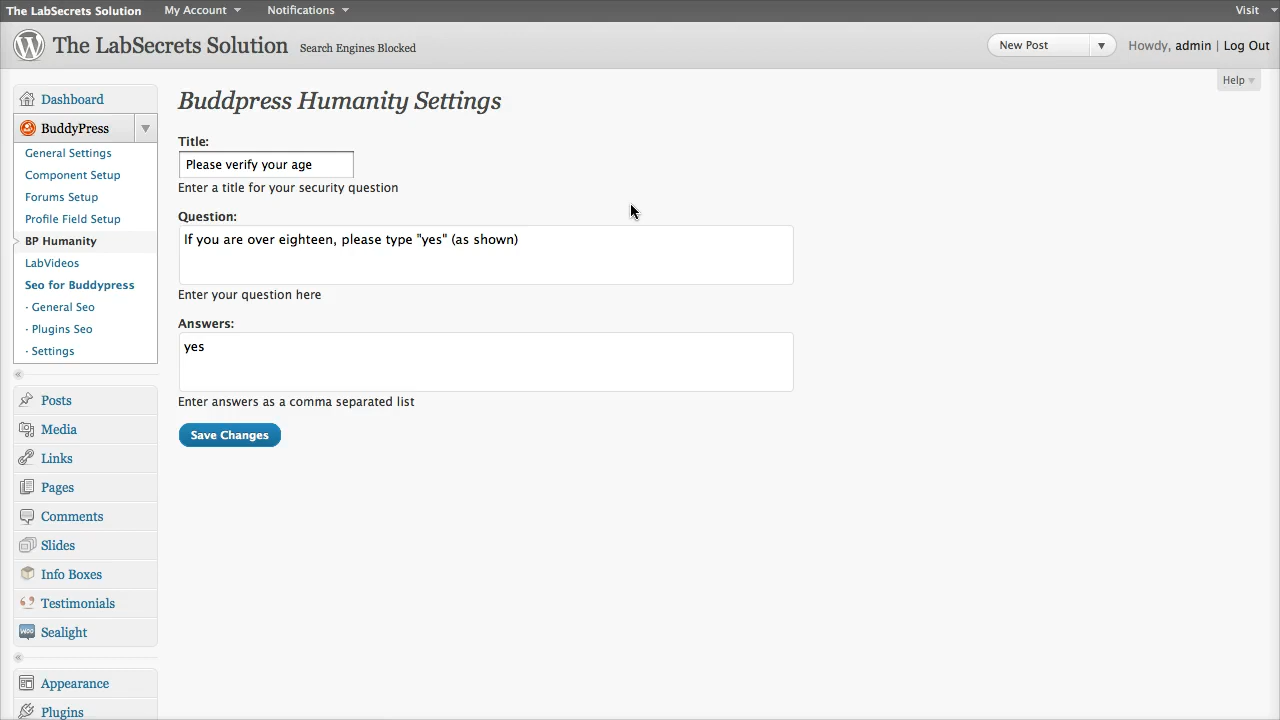 The LabSecrets Solution My Account Notifications Visit
The LabSecrets Solution Search Engines Blocked New Post Howdy, admin | Log Out
Help
Dashboard
BuddyPress
General Settings
Component Setup
Forums Setup
Profile Field Setup
BP Humanity
LabVideos
Seo for Buddypress
· General Seo
· Plugins Seo
· Settings
Posts
Media
Links
Pages
Comments
Slides
Info Boxes
Testimonials
Sealight
Appearance
Plugins
Buddpress Humanity Settings
Title:
Please verify your age
Enter a title for your security question
Question:
If you are over eighteen, please type "yes" (as shown)
Enter your question here
Answers:
yes
Enter answers as a comma separated list
Save Changes